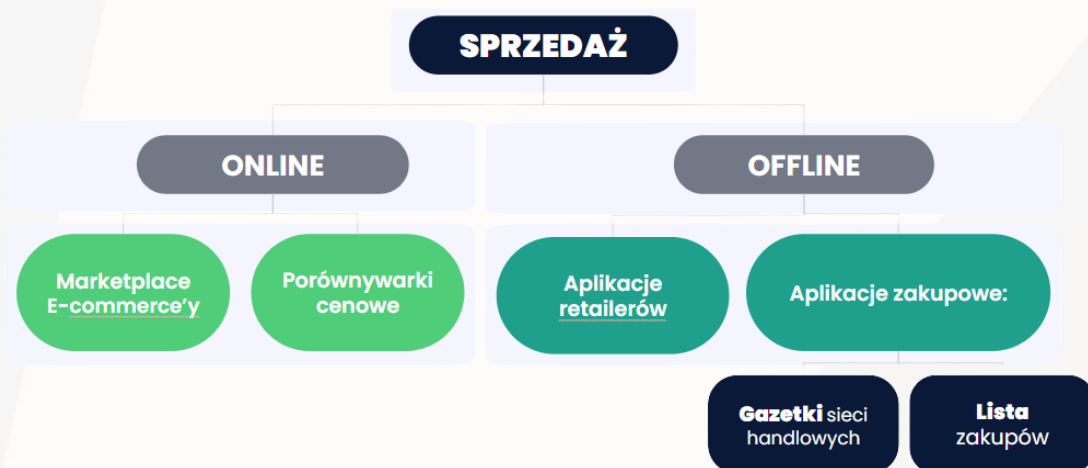 SPRZEDAŻ
ONLINE
OFFLINE
Marketplace
E-commerce’y
Porównywarki
cenowe
Aplikacje
retailerów
Aplikacje zakupowe:
Gazetki sieci
handlowych
Lista
zakupów